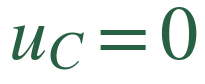 u_C = 0